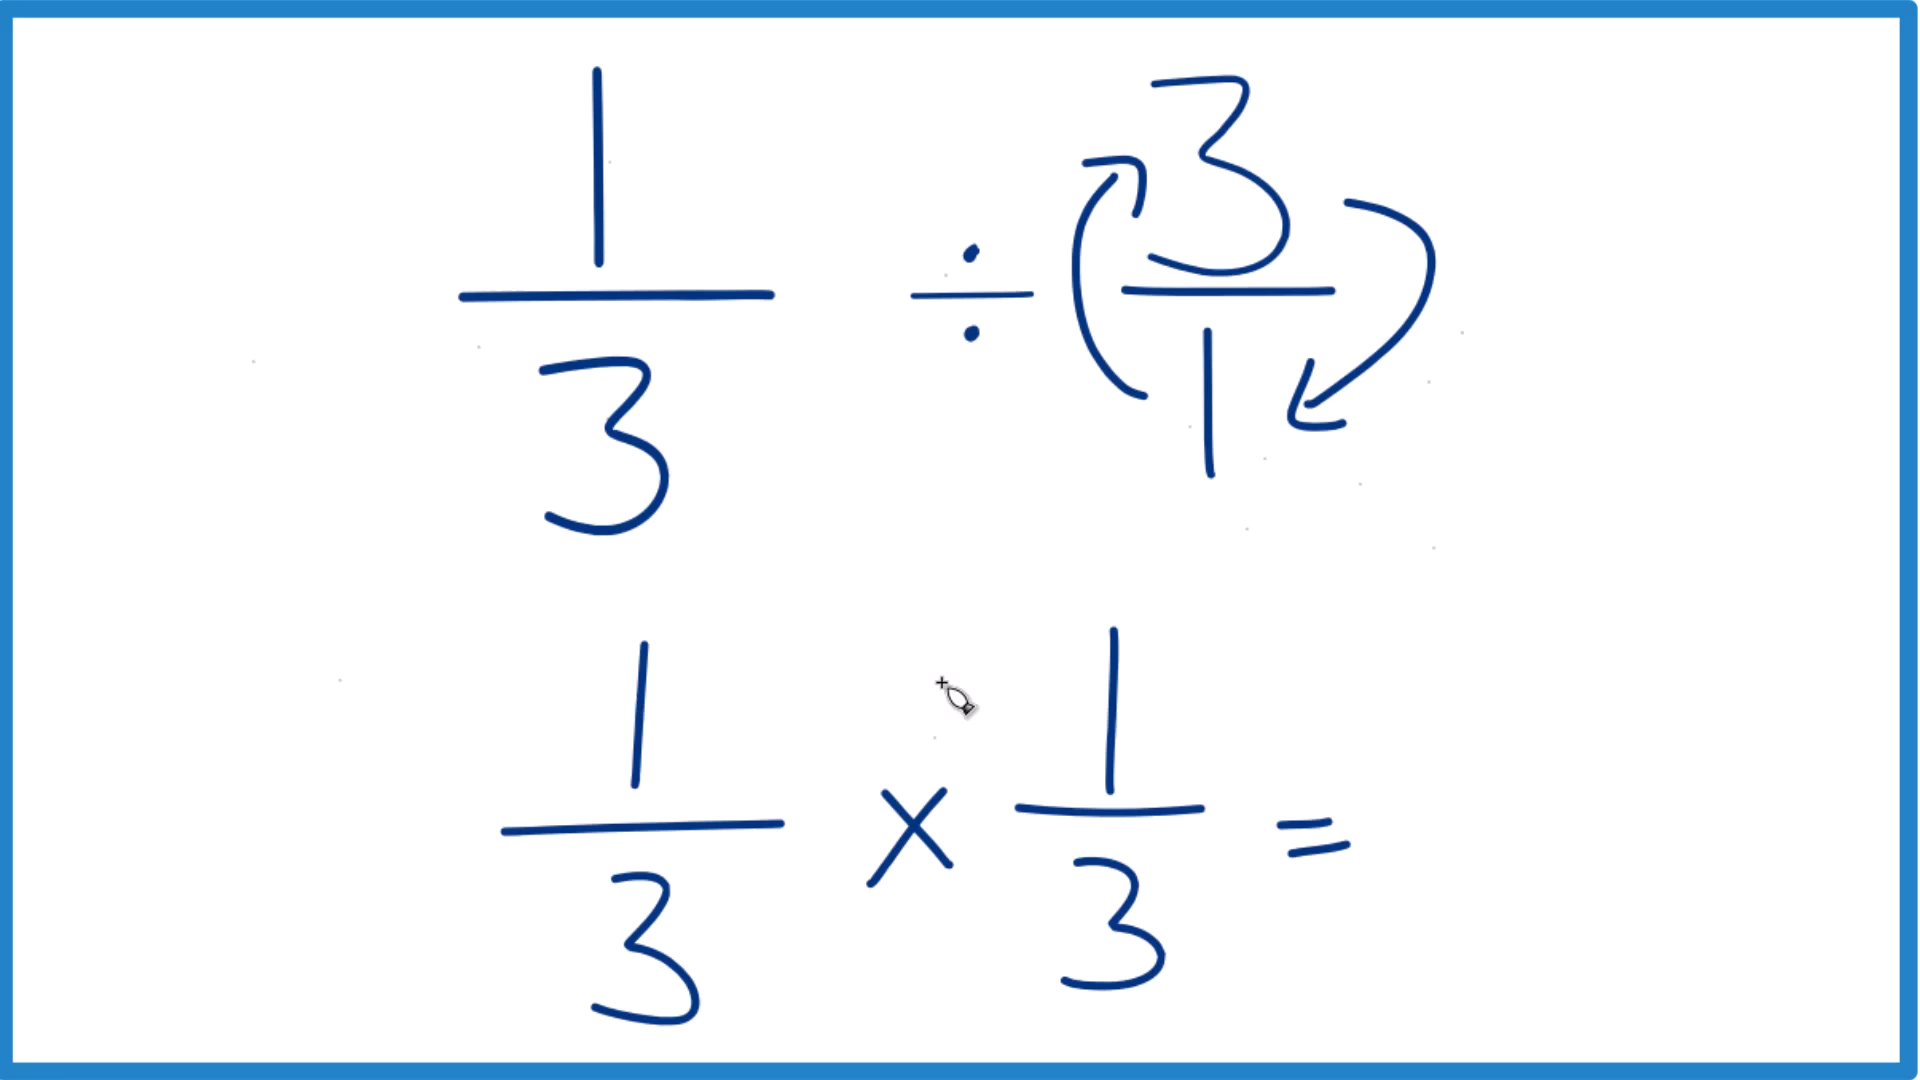 1/3 ÷ 3/1
1/3 × 1/3 =